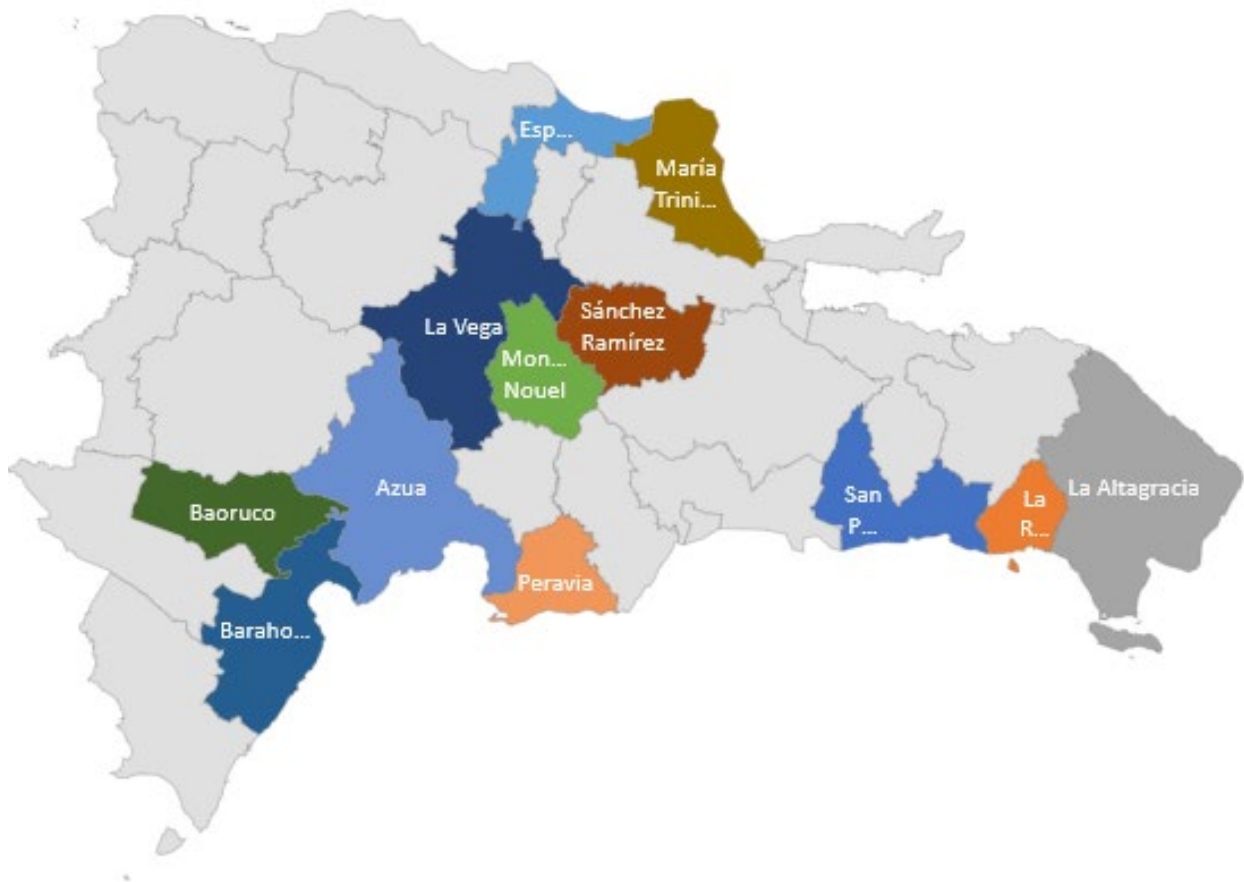 Esp...
María
Trini...
Sánchez
Ramírez
La Vega
Mon...
Nouel
Azua
La Altagracia
San
P...
La
R...
Baoruco
Peravia
Baraho...